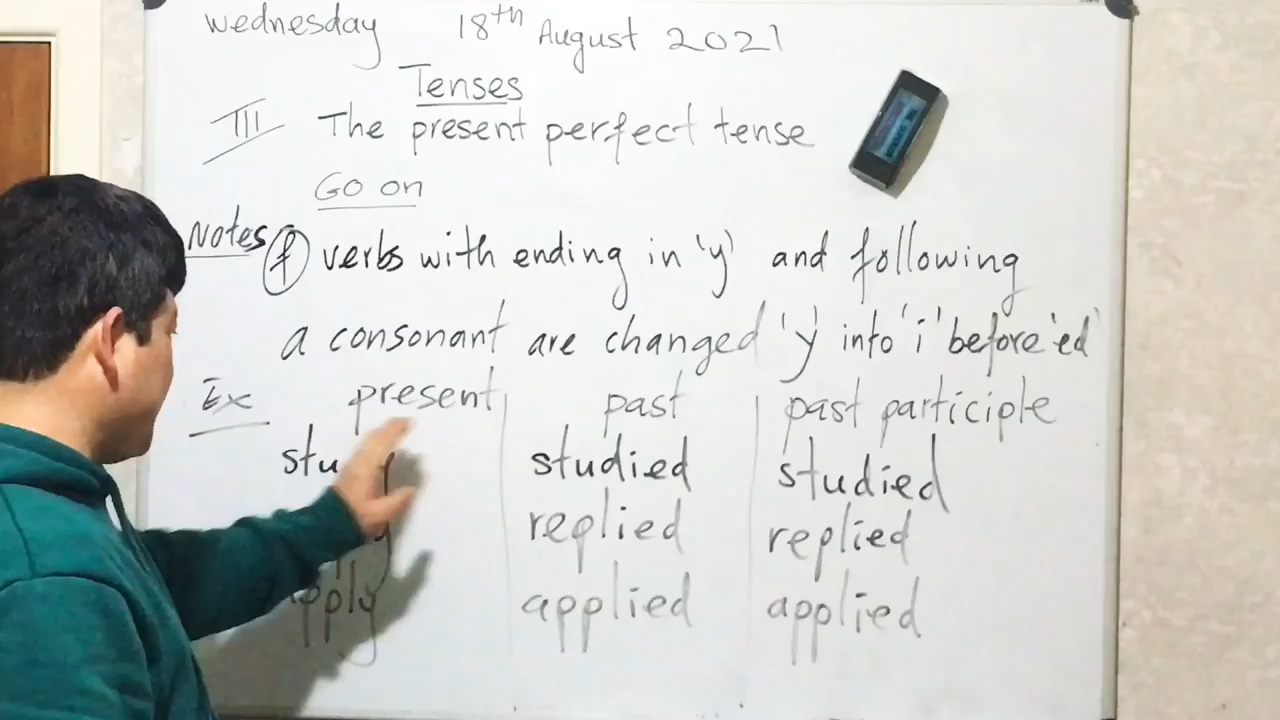 Wednesday 18th August 2021
Tenses
III The present perfect tense
Go on
Notes f verbs with ending in 'y' and following
a consonant are changed 'y' into 'i' before 'ed'
Ex present past past participle
studied studied
replied replied
apply applied applied